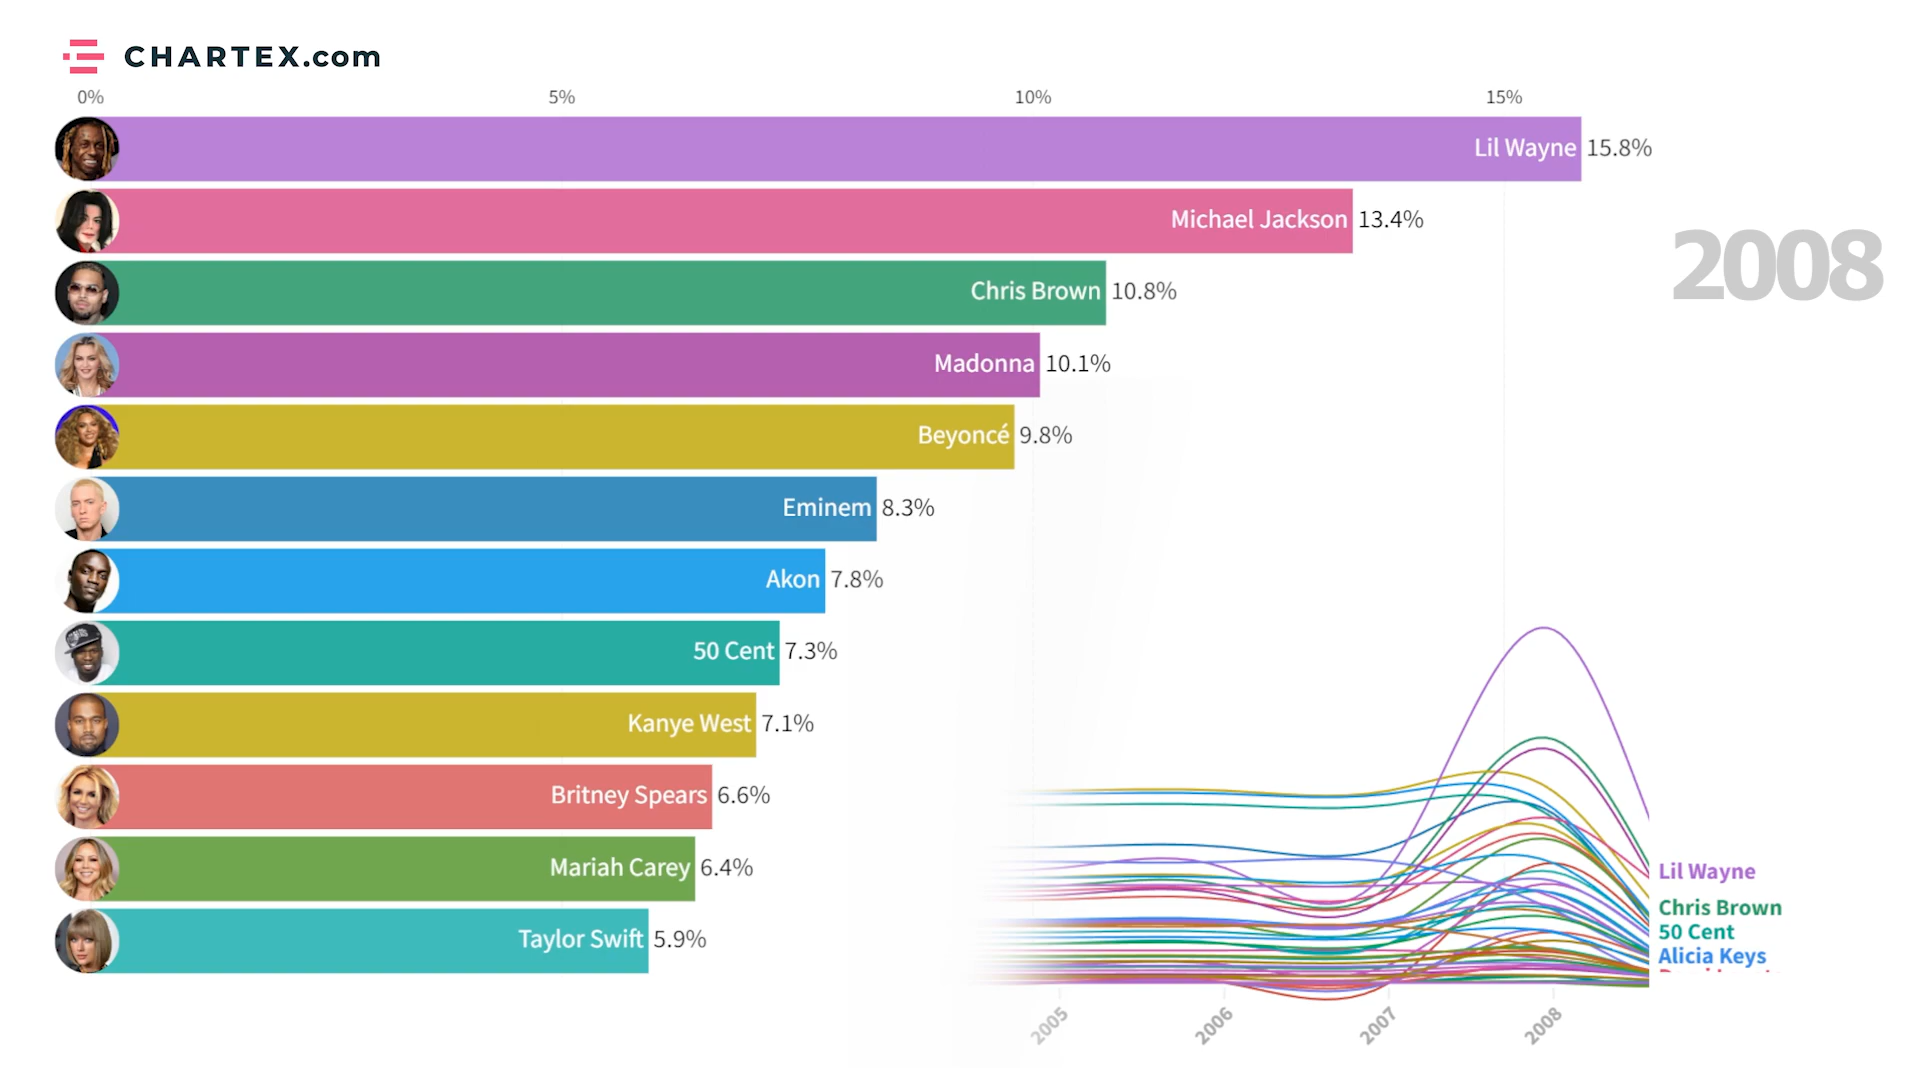 CHARTEX.com
0% 5% 10% 15%
Lil Wayne 15.8%
Michael Jackson 13.4%
2008
Chris Brown 10.8%
Madonna 10.1%
Beyoncé 9.8%
Eminem 8.3%
Akon 7.8%
50 Cent 7.3%
Kanye West 7.1%
Britney Spears 6.6%
Mariah Carey 6.4%
Taylor Swift 5.9%
Lil Wayne
Chris Brown
50 Cent
Alicia Keys
2005 2006 2007 2008